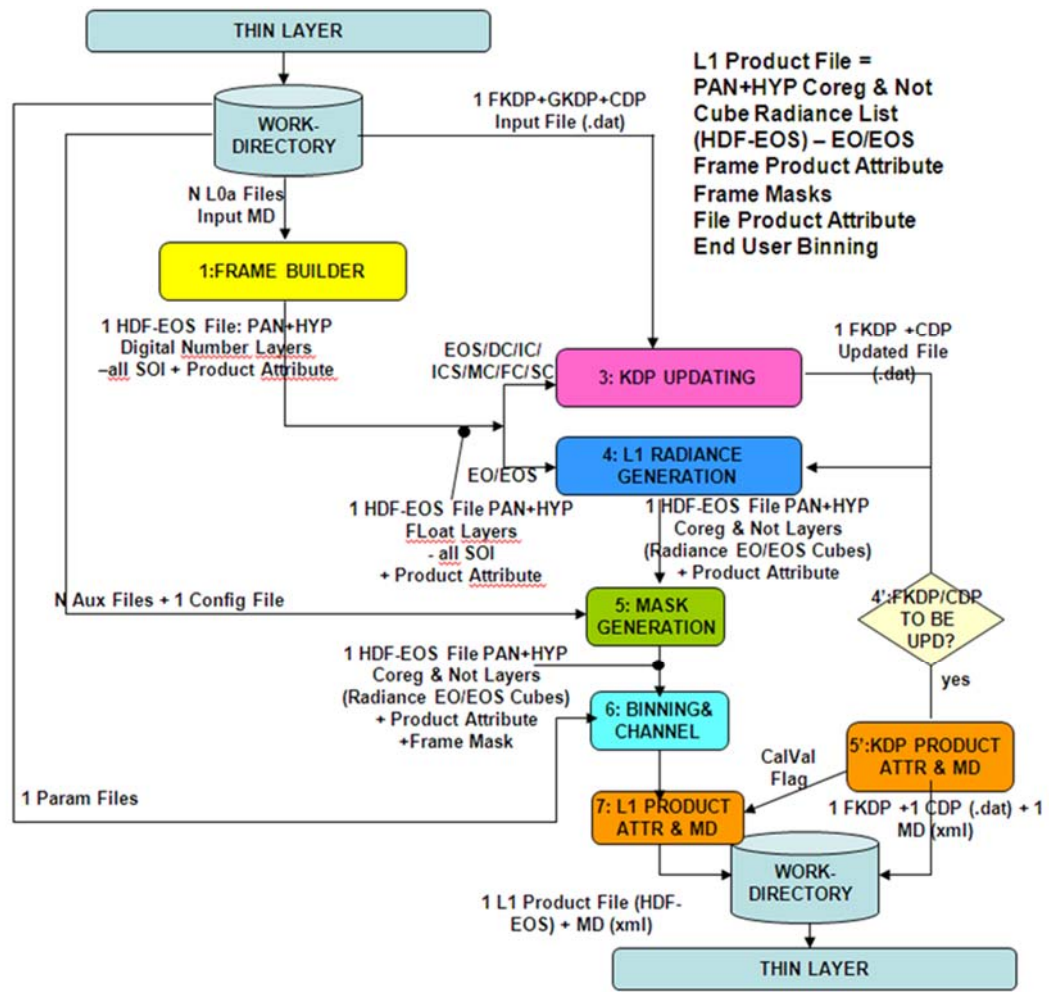 THIN LAYER
WORK-
DIRECTORY
1 FKDP+GKDP+CDP
Input File (.dat)
L1 Product File =
PAN+HYP Coreg & Not
Cube Radiance List
(HDF-EOS) – EO/EOS
Frame Product Attribute
Frame Masks
File Product Attribute
End User Binning
N L0a Files
Input MD
1:FRAME BUILDER
1 HDF-EOS File: PAN+HYP
Digital Number Layers
–all SOI + Product Attribute
EOS/DC/IC/
ICS/MC/FC/SC
3: KDP UPDATING
1 FKDP +CDP
Updated File
(.dat)
4: L1 RADIANCE
GENERATION
EO/EOS
1 HDF-EOS File PAN+HYP
FLoat Layers
- all SOI
+ Product Attribute
1 HDF-EOS File PAN+HYP
Coreg & Not Layers
(Radiance EO/EOS Cubes)
+ Product Attribute
N Aux Files + 1 Config File
5: MASK
GENERATION
4':FKDP/CDP
TO BE
UPD?
yes
1 HDF-EOS File PAN+HYP
Coreg & Not Layers
(Radiance EO/EOS Cubes)
+ Product Attribute
+Frame Mask
6: BINNING&
CHANNEL
5':KDP PRODUCT
ATTR & MD
CalVal
Flag
1 Param Files
7: L1 PRODUCT
ATTR & MD
1 FKDP +1 CDP (.dat) + 1
MD (xml)
WORK-
DIRECTORY
1 L1 Product File (HDF-
EOS) + MD (xml)
THIN LAYER